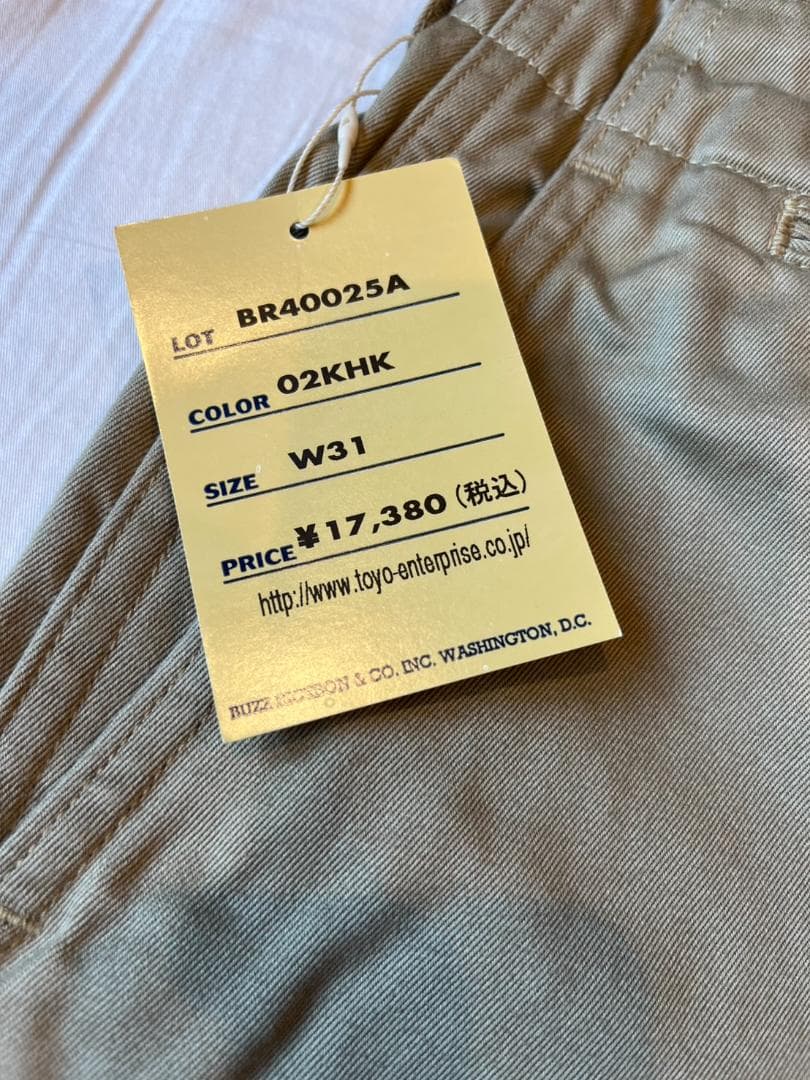 LOT BR40025A
COLOR 02KHK
SIZE W31
PRICE ¥17,380 (税込)
http://www.toyo-enterprise.co.jp/
BUZZ RICKSON & CO. INC. WASHINGTON, D.C.